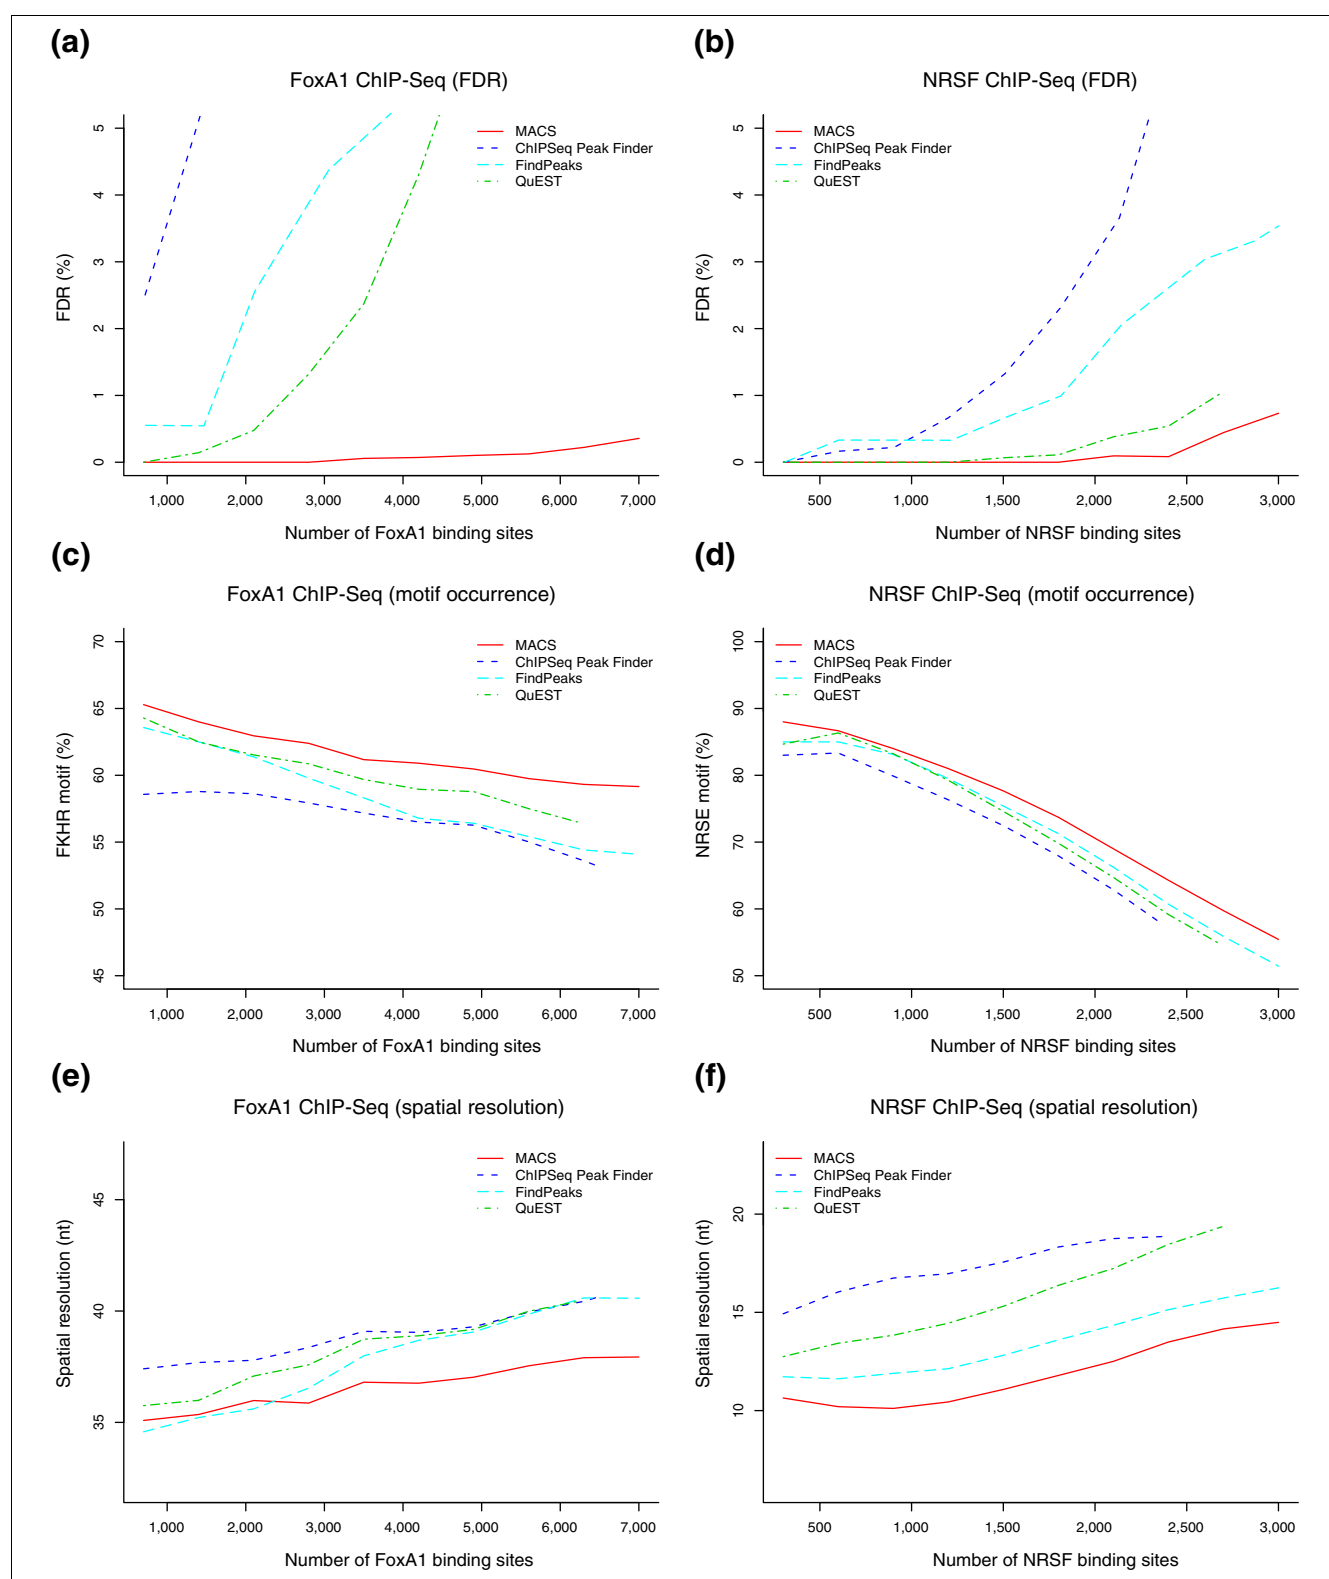 (a)
FoxA1 ChIP-Seq (FDR)
MACS
ChIPSeq Peak Finder
FindPeaks
QuEST
FDR (%)
5
4
3
2
1
0
1,000 2,000 3,000 4,000 5,000 6,000 7,000
Number of FoxA1 binding sites
(b)
NRSF ChIP-Seq (FDR)
MACS
ChIPSeq Peak Finder
FindPeaks
QuEST
FDR (%)
5
4
3
2
1
0
500 1,000 1,500 2,000 2,500 3,000
Number of NRSF binding sites
(c)
FoxA1 ChIP-Seq (motif occurrence)
MACS
ChIPSeq Peak Finder
FindPeaks
QuEST
FKHR motif (%)
70
65
60
55
50
45
1,000 2,000 3,000 4,000 5,000 6,000 7,000
Number of FoxA1 binding sites
(d)
NRSF ChIP-Seq (motif occurrence)
MACS
ChIPSeq Peak Finder
FindPeaks
QuEST
NRSE motif (%)
100
90
80
70
60
50
500 1,000 1,500 2,000 2,500 3,000
Number of NRSF binding sites
(e)
FoxA1 ChIP-Seq (spatial resolution)
MACS
ChIPSeq Peak Finder
FindPeaks
QuEST
Spatial resolution (nt)
45
40
35
1,000 2,000 3,000 4,000 5,000 6,000 7,000
Number of FoxA1 binding sites
(f)
NRSF ChIP-Seq (spatial resolution)
MACS
ChIPSeq Peak Finder
FindPeaks
QuEST
Spatial resolution (nt)
20
15
10
500 1,000 1,500 2,000 2,500 3,000
Number of NRSF binding sites